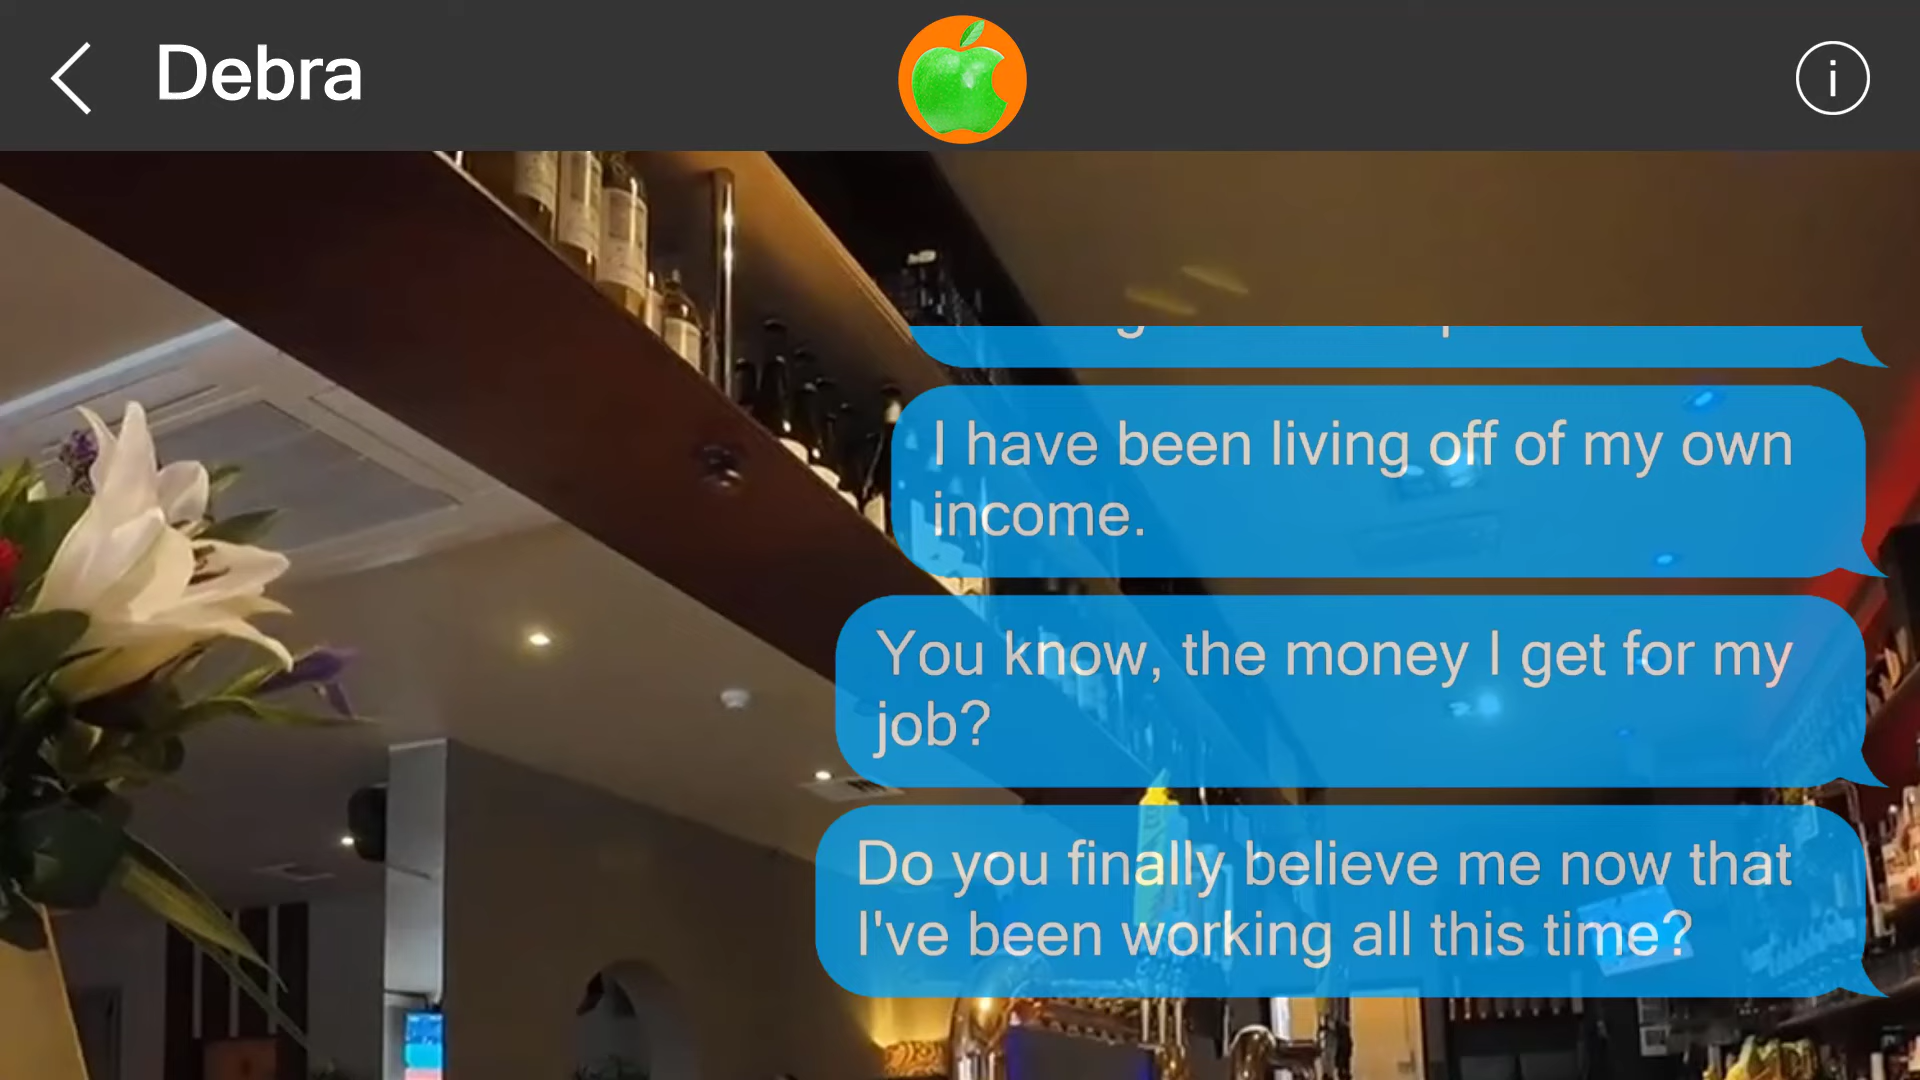 Debra
I have been living off of my own
income.
You know, the money I get for my
job?
Do you finally believe me now that
I've been working all this time?